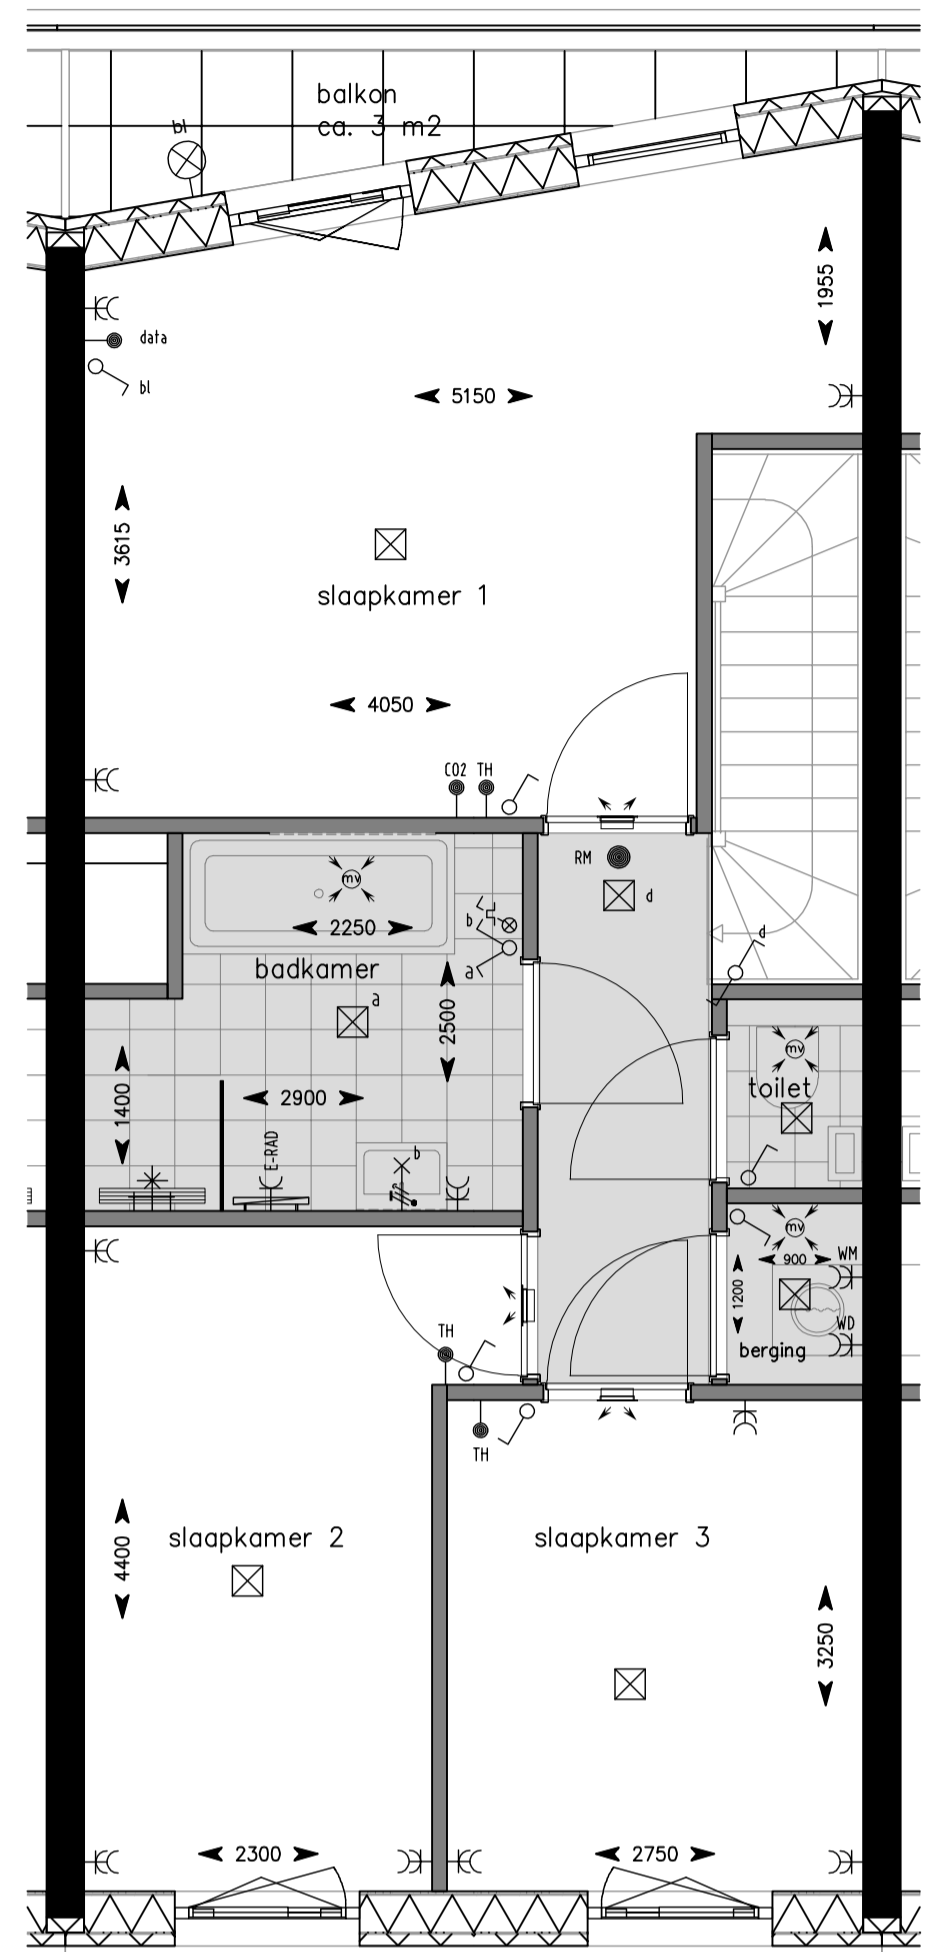 balkon
ca. 3 m2
bl
data
bl
1955
5150
3615
slaapkamer 1
4050
CO2 TH
RM
d
mv
2250
b
badkamer
a
a
d
2500
mv
toilet
1400
2900
E-RAD
b
mv
900
WM
1200
WD
berging
TH
TH
slaapkamer 2
slaapkamer 3
4400
3250
2300
2750